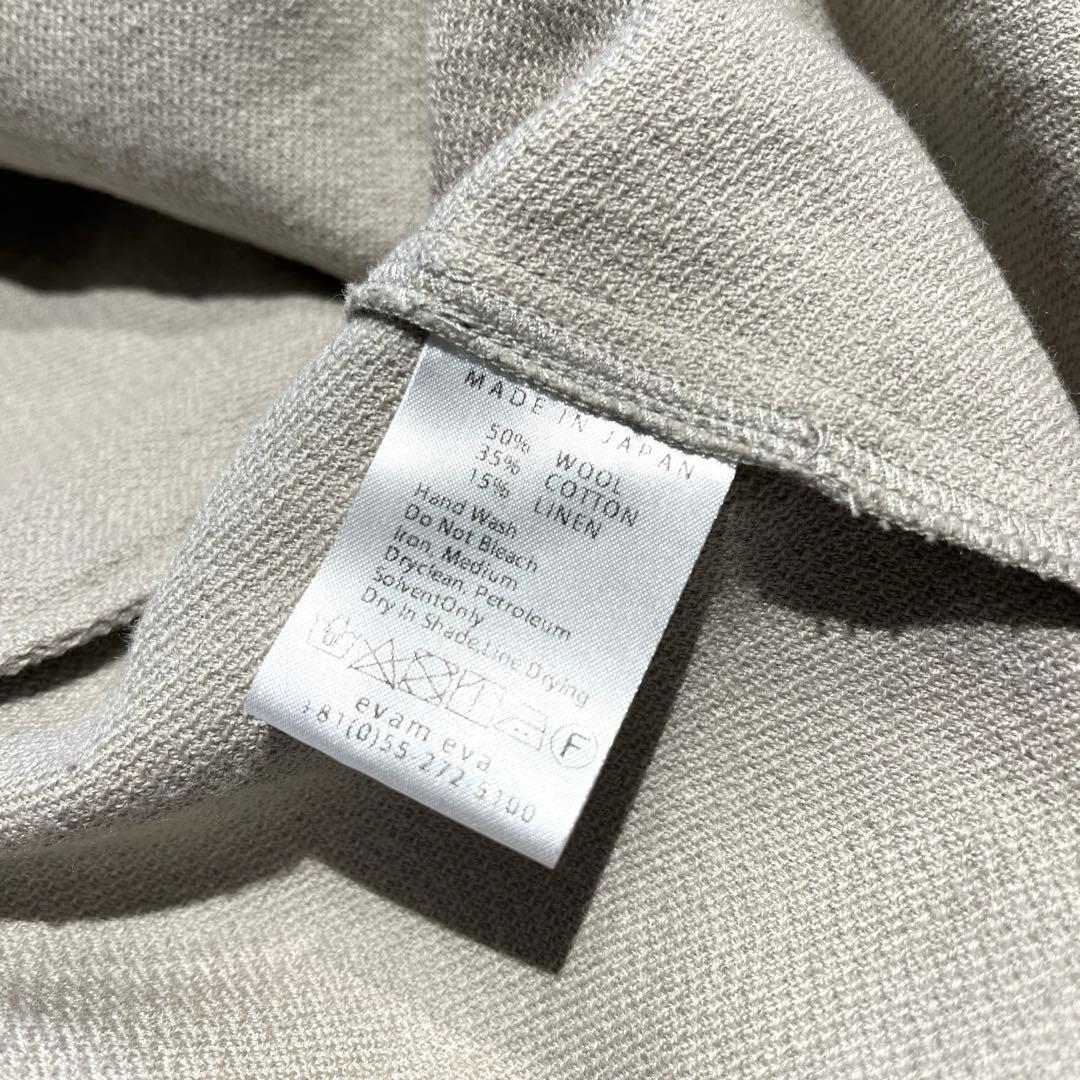 MADE IN JAPAN
50% WOOL
35% COTTON
15% LINEN
Hand Wash
Do Not Bleach
Iron, Medium
Dryclean, Petroleum
SolventOnly
Dry In Shade,Line Drying
F
evam eva
+81(0)55-272-5100